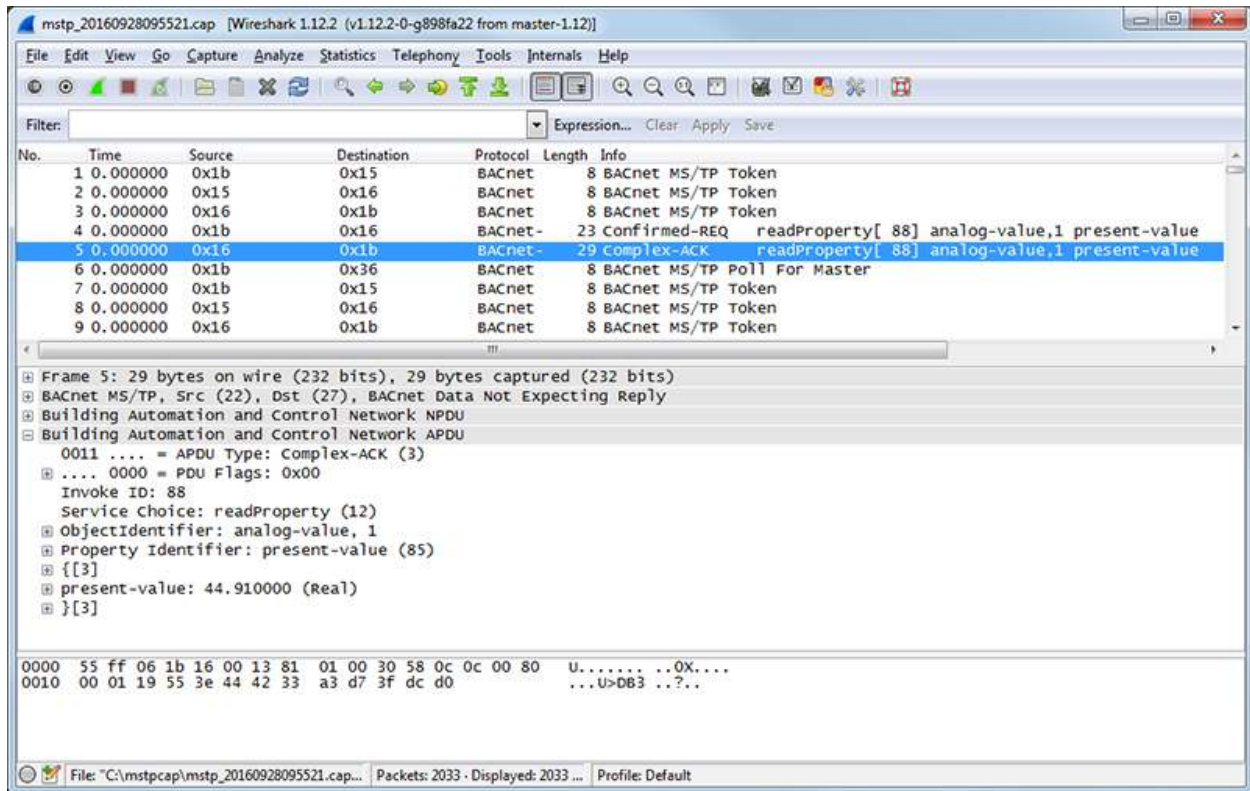 mstp_20160928095521.cap [Wireshark 1.12.2 (v1.12.2-0-g898fa22 from master-1.12)]
File Edit View Go Capture Analyze Statistics Telephony Tools Internals Help
Filter: Expression... Clear Apply Save
No. Time Source Destination Protocol Length Info
1 0.000000 0x1b 0x15 BACnet 8 BACnet MS/TP Token
2 0.000000 0x15 0x16 BACnet 8 BACnet MS/TP Token
3 0.000000 0x16 0x1b BACnet 8 BACnet MS/TP Token
4 0.000000 0x1b 0x16 BACnet- 23 Confirmed-REQ readProperty[ 88] analog-value,1 present-value
5 0.000000 0x16 0x1b BACnet- 29 Complex-ACK readProperty[ 88] analog-value,1 present-value
6 0.000000 0x1b 0x36 BACnet 8 BACnet MS/TP Poll For Master
7 0.000000 0x1b 0x15 BACnet 8 BACnet MS/TP Token
8 0.000000 0x15 0x16 BACnet 8 BACnet MS/TP Token
9 0.000000 0x16 0x1b BACnet 8 BACnet MS/TP Token
Frame 5: 29 bytes on wire (232 bits), 29 bytes captured (232 bits)
BACnet MS/TP, Src (22), Dst (27), BACnet Data Not Expecting Reply
Building Automation and Control Network NPDU
Building Automation and Control Network APDU
0011 .... = APDU Type: Complex-ACK (3)
.... 0000 = PDU Flags: 0x00
Invoke ID: 88
Service Choice: readProperty (12)
ObjectIdentifier: analog-value, 1
Property Identifier: present-value (85)
{[3]
present-value: 44.910000 (Real)
}[3]
0000 55 ff 06 1b 16 00 13 81 01 00 30 58 0c 0c 00 80 U....... ..0X....
0010 00 01 19 55 3e 44 42 33 a3 d7 3f dc d0 ...U>DB3 ..?..
File: "C:\mstpcap\mstp_20160928095521.cap... Packets: 2033 · Displayed: 2033 ... Profile: Default